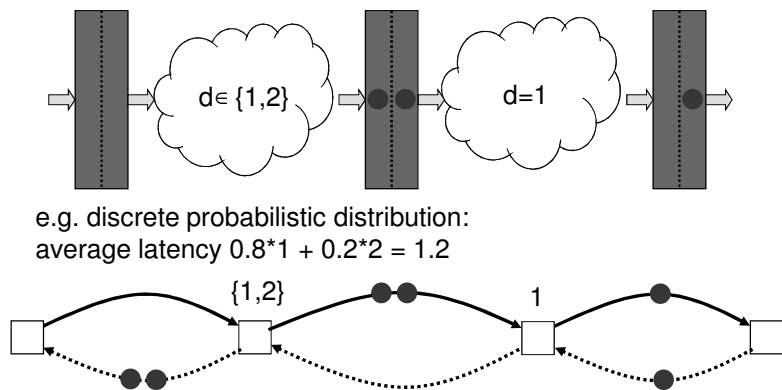 d∈ {1,2}
d=1
e.g. discrete probabilistic distribution:
average latency 0.8*1 + 0.2*2 = 1.2
{1,2}
1